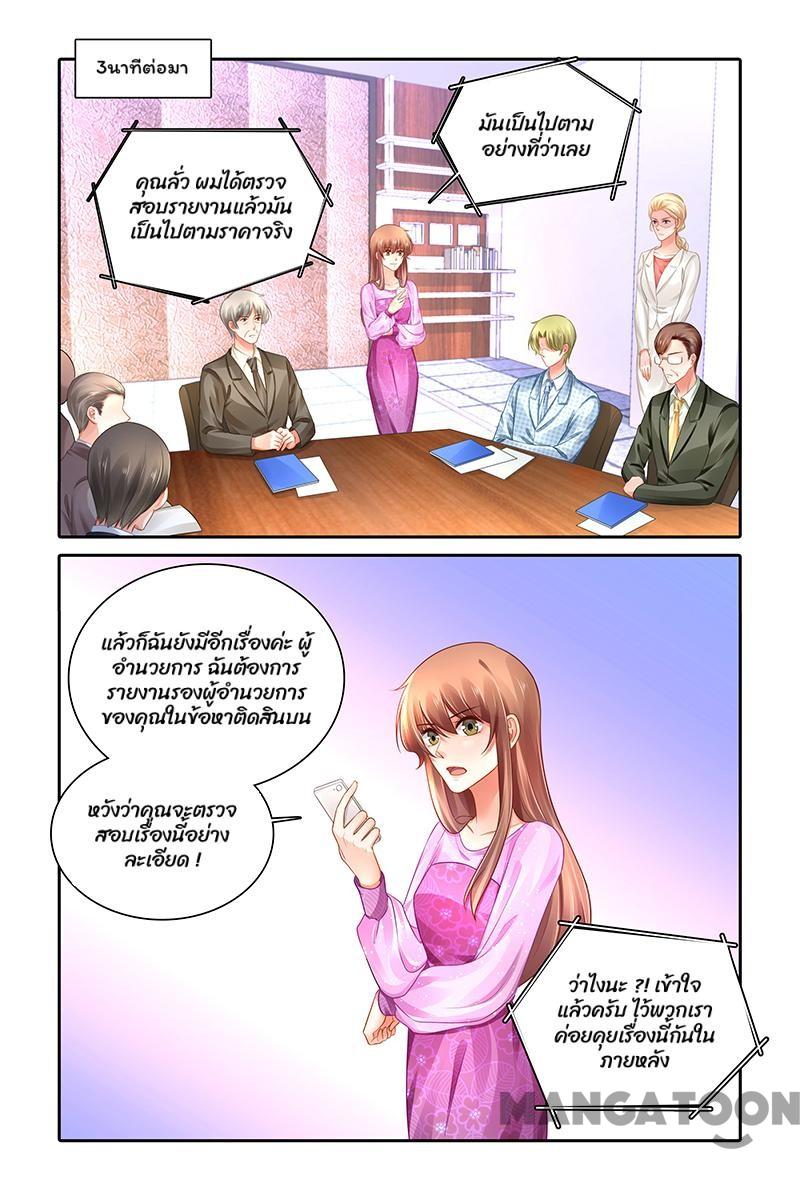 3นาทีต่อมา
คุณลั่ว ผมได้ตรวจ
สอบรายงานแล้วมัน
เป็นไปตามราคาจริง
มันเป็นไปตาม
อย่างที่ว่าเลย
แล้วก็ฉันยังมีอีกเรื่องค่ะ ผู้
อำนวยการ ฉันต้องการ
รายงานรองผู้อำนวยการ
ของคุณในข้อหาติดสินบน
หวังว่าคุณจะตรวจ
สอบเรื่องนี้อย่าง
ละเอียด !
ว่าไงนะ ?! เข้าใจ
แล้วครับ ไว้พวกเรา
ค่อยคุยเรื่องนี้กันใน
ภายหลัง
MANGATOON